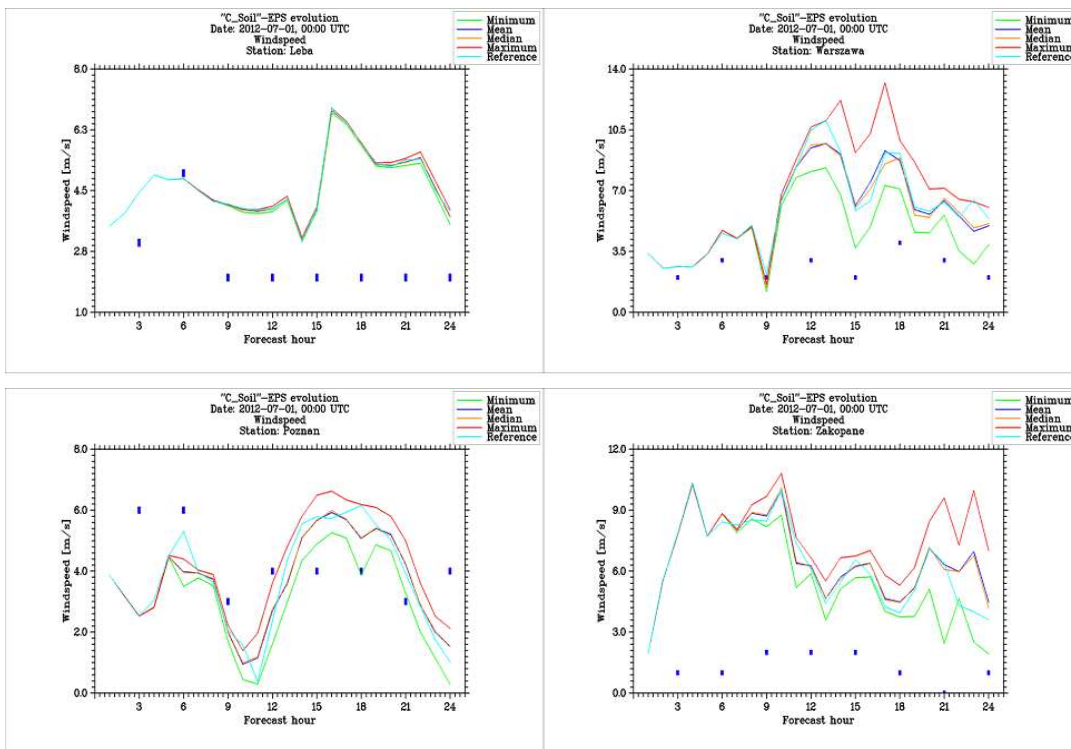 "C_Soil"-EPS evolution
Date: 2012-07-01, 00:00 UTC
Windspeed
Station: Leba
Minimum
Mean
Median
Maximum
Reference
Windspeed [m/s]
8.0
6.3
4.5
2.8
1.0
3 6 9 12 15 18 21 24
Forecast hour
"C_Soil"-EPS evolution
Date: 2012-07-01, 00:00 UTC
Windspeed
Station: Warszawa
Minimum
Mean
Median
Maximum
Reference
Windspeed [m/s]
14.0
10.5
7.0
3.5
0.0
3 6 9 12 15 18 21 24
Forecast hour
"C_Soil"-EPS evolution
Date: 2012-07-01, 00:00 UTC
Windspeed
Station: Poznan
Minimum
Mean
Median
Maximum
Reference
Windspeed [m/s]
8.0
6.0
4.0
2.0
0.0
3 6 9 12 15 18 21 24
Forecast hour
"C_Soil"-EPS evolution
Date: 2012-07-01, 00:00 UTC
Windspeed
Station: Zakopane
Minimum
Mean
Median
Maximum
Reference
Windspeed [m/s]
12.0
9.0
6.0
3.0
0.0
3 6 9 12 15 18 21 24
Forecast hour